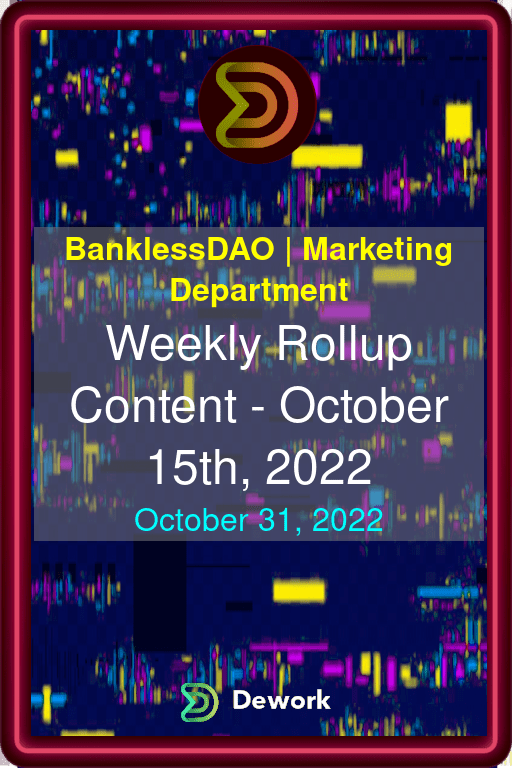 BanklessDAO | Marketing
Department
Weekly Rollup
Content - October
15th, 2022
October 31, 2022
Dework